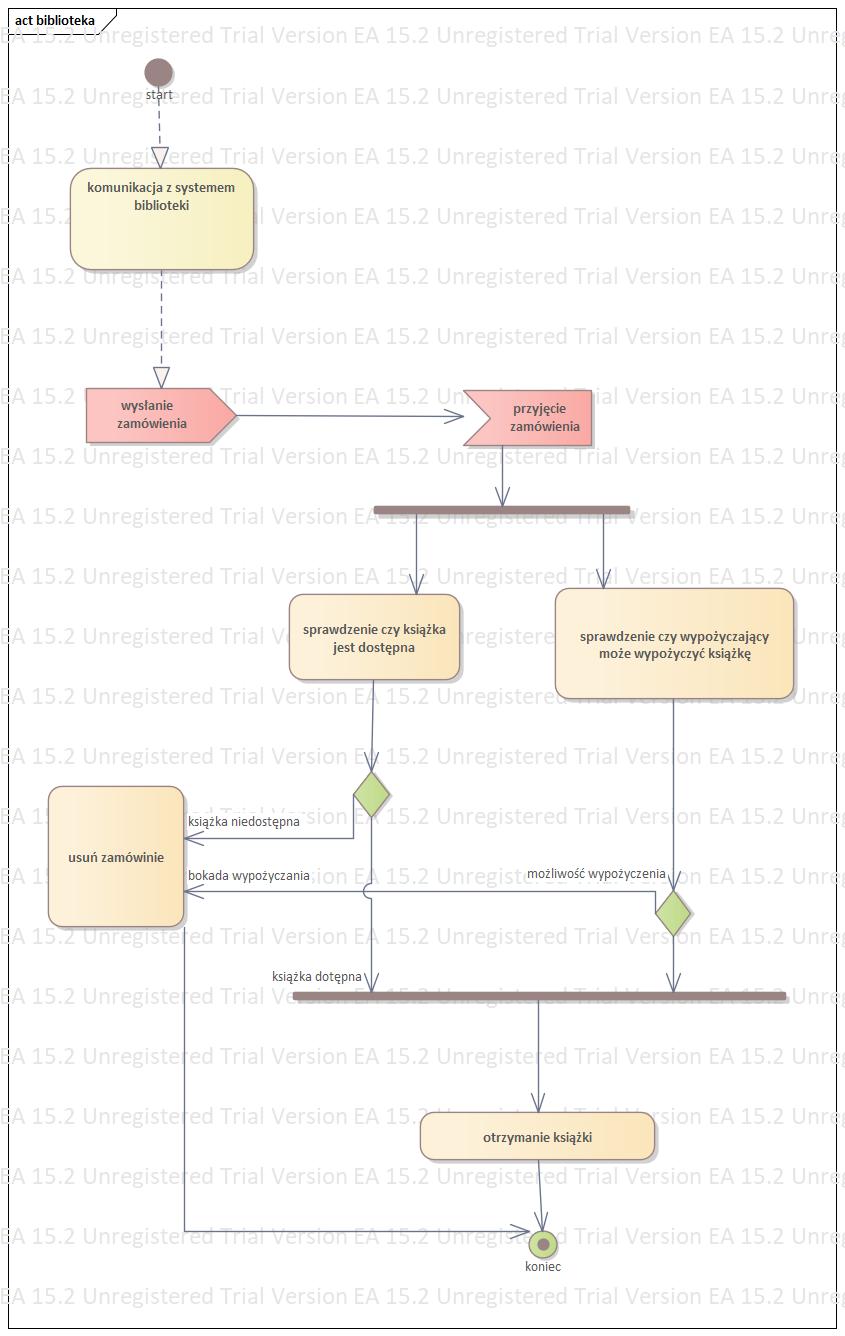 act biblioteka
EA 15.2 Unregistered Trial Version EA 15.2 Unregistered Trial Version EA 15.2 Unregistered
start
komunikacja z systemem
biblioteki
wysłanie
zamówienia
przyjęcie
zamówienia
sprawdzenie czy książka
jest dostępna
sprawdzenie czy wypożyczający
może wypożyczyć książkę
książka niedostępna
usuń zamówinie
bokada wypożyczania
możliwość wypożyczenia
książka dotępna
otrzymanie książki
koniec